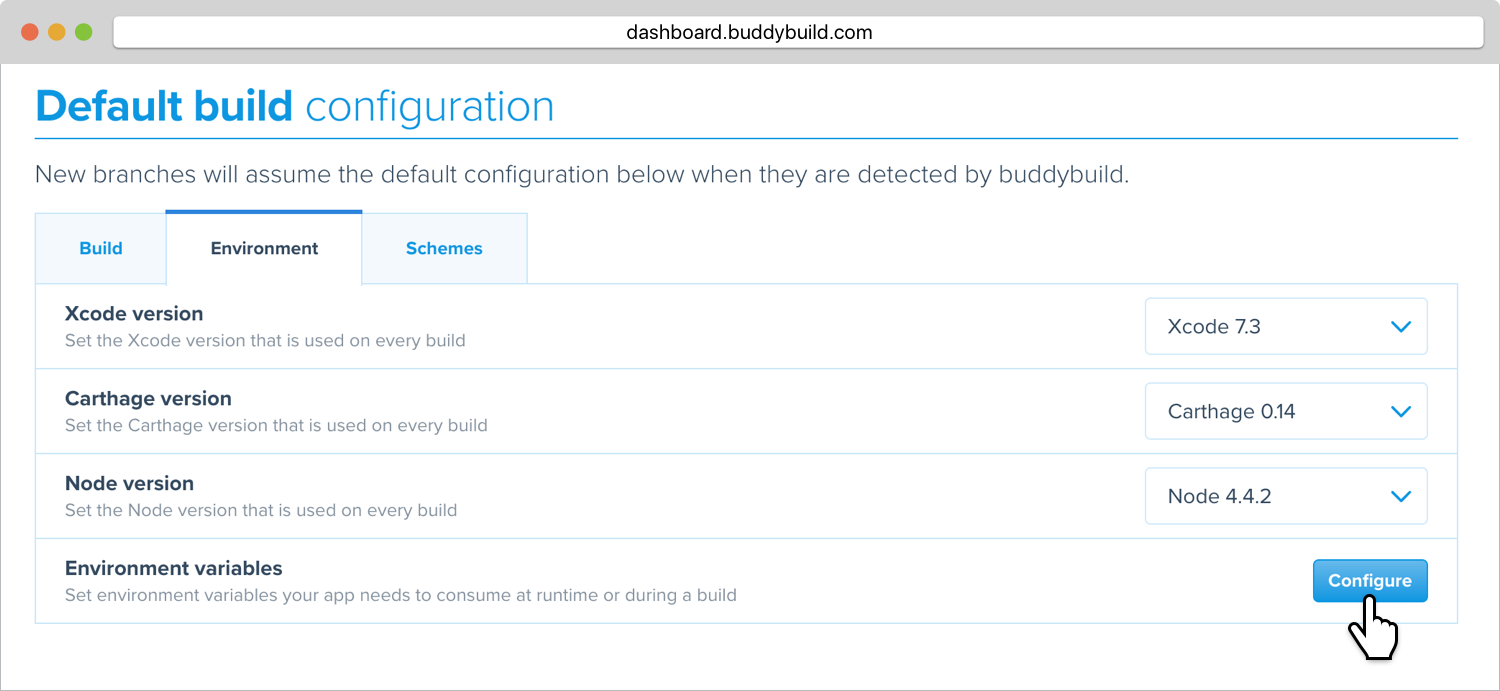 dashboard.buddybuild.com
Default build configuration
New branches will assume the default configuration below when they are detected by buddybuild.
Build
Environment
Schemes
Xcode version
Set the Xcode version that is used on every build
Xcode 7.3
Carthage version
Set the Carthage version that is used on every build
Carthage 0.14
Node version
Set the Node version that is used on every build
Node 4.4.2
Environment variables
Set environment variables your app needs to consume at runtime or during a build
Configure